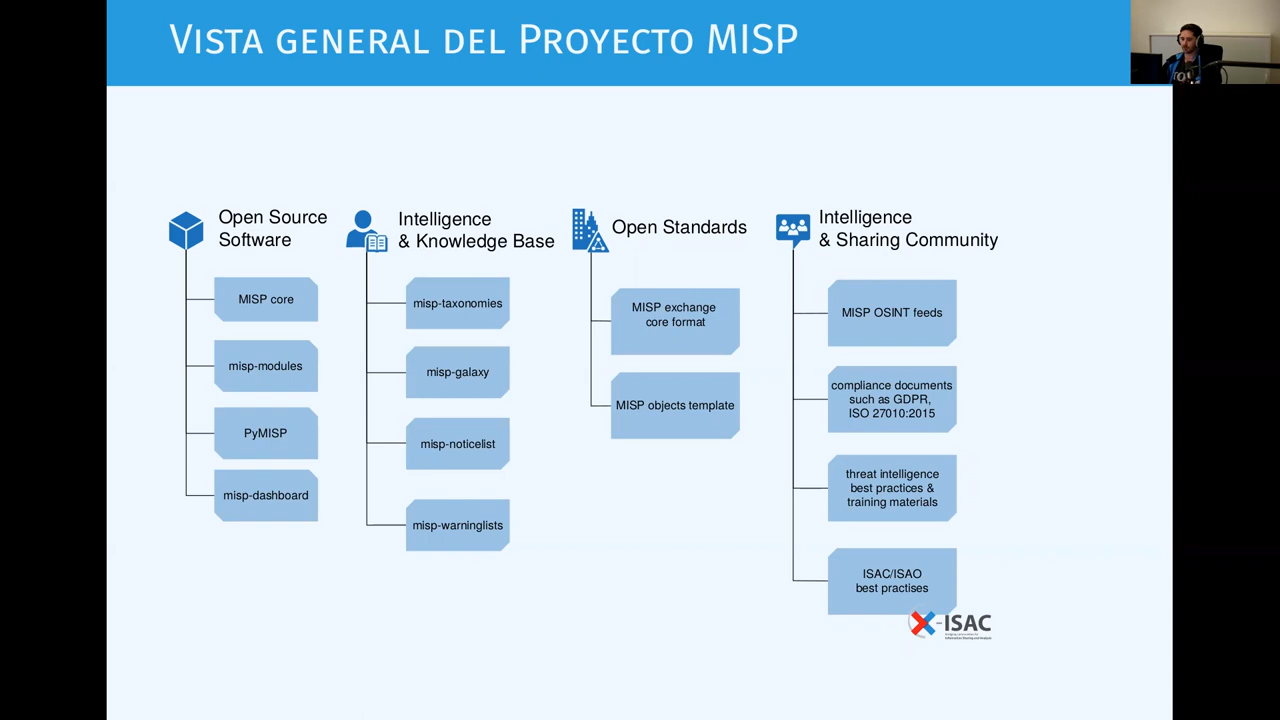 VISTA GENERAL DEL PROYECTO MISP
Open Source
Software
MISP core
misp-modules
PyMISP
misp-dashboard
Intelligence
& Knowledge Base
misp-taxonomies
misp-galaxy
misp-noticelist
misp-warninglists
Open Standards
MISP exchange
core format
MISP objects template
Intelligence
& Sharing Community
MISP OSINT feeds
compliance documents
such as GDPR,
ISO 27010:2015
threat intelligence
best practices &
training materials
ISAC/ISAO
best practises
X-ISAC